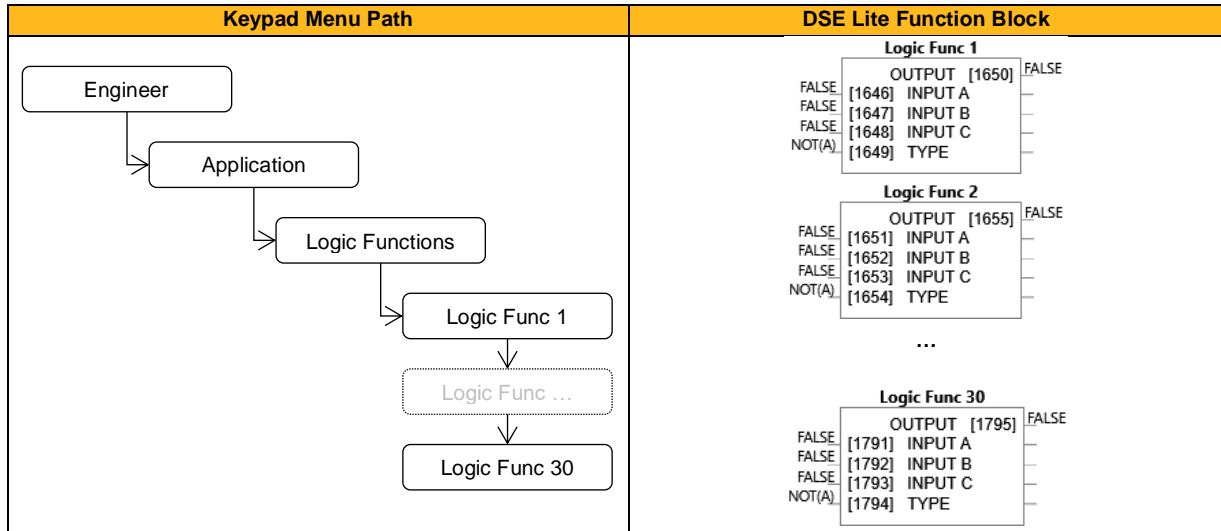 Keypad Menu Path
DSE Lite Function Block
Engineer
Application
Logic Functions
Logic Func 1
Logic Func …
Logic Func 30
Logic Func 1
OUTPUT [1650] FALSE
FALSE [1646] INPUT A
FALSE [1647] INPUT B
FALSE [1648] INPUT C
NOT(A) [1649] TYPE
Logic Func 2
OUTPUT [1655] FALSE
FALSE [1651] INPUT A
FALSE [1652] INPUT B
FALSE [1653] INPUT C
NOT(A) [1654] TYPE
…
Logic Func 30
OUTPUT [1795] FALSE
FALSE [1791] INPUT A
FALSE [1792] INPUT B
FALSE [1793] INPUT C
NOT(A) [1794] TYPE